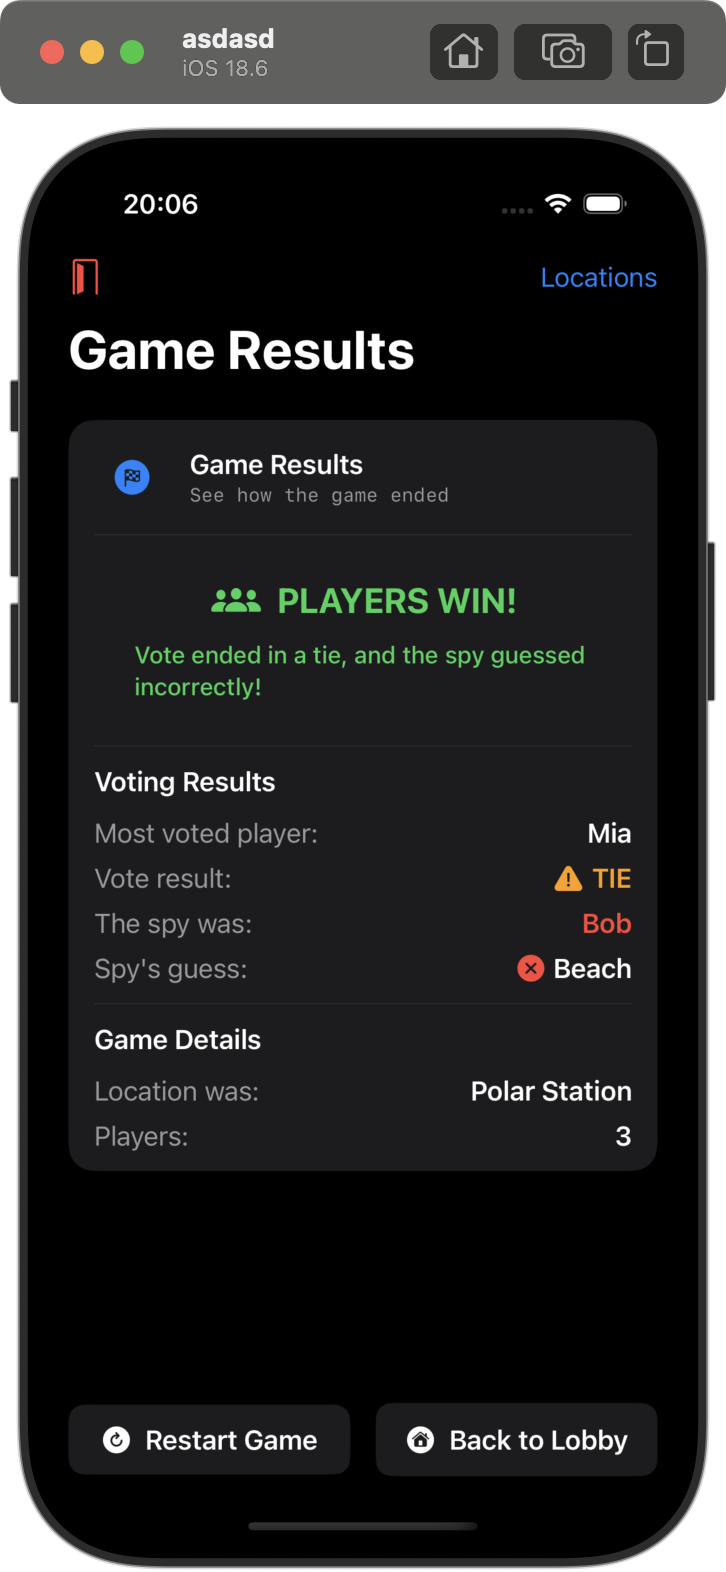 asdasd
iOS 18.6
20:06
Locations
Game Results
Game Results
See how the game ended
PLAYERS WIN!
Vote ended in a tie, and the spy guessed
incorrectly!
Voting Results
Most voted player: Mia
Vote result: TIE
The spy was: Bob
Spy's guess: Beach
Game Details
Location was: Polar Station
Players: 3
Restart Game
Back to Lobby